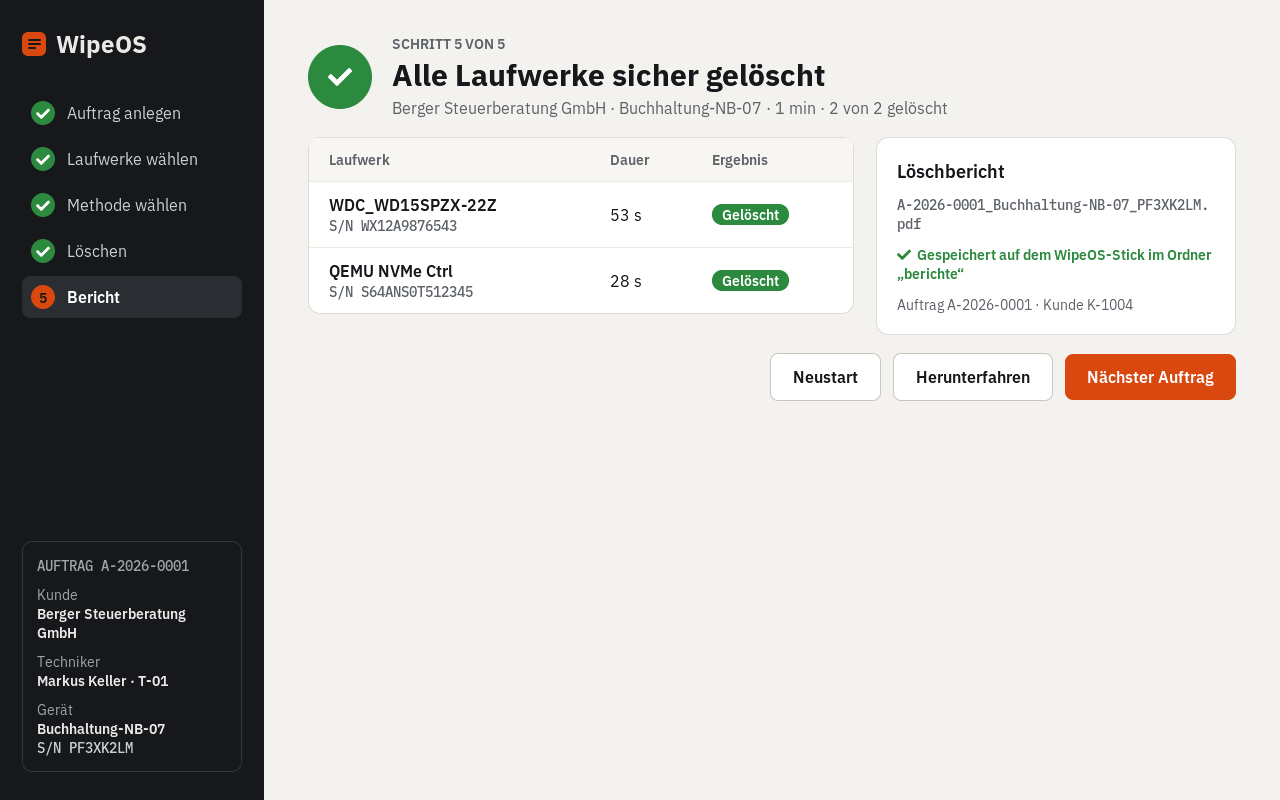 WipeOS
Auftrag anlegen
Laufwerke wählen
Methode wählen
Löschen
5 Bericht
AUFTRAG A-2026-0001
Kunde
Berger Steuerberatung
GmbH
Techniker
Markus Keller · T-01
Gerät
Buchhaltung-NB-07
S/N PF3XK2LM
SCHRITT 5 VON 5
Alle Laufwerke sicher gelöscht
Berger Steuerberatung GmbH · Buchhaltung-NB-07 · 1 min · 2 von 2 gelöscht
Laufwerk Dauer Ergebnis
WDC_WD15SPZX-22Z
S/N WX12A9876543
53 s
Gelöscht
QEMU NVMe Ctrl
S/N S64ANS0T512345
28 s
Gelöscht
Löschbericht
A-2026-0001_Buchhaltung-NB-07_PF3XK2LM.
pdf
Gespeichert auf dem WipeOS-Stick im Ordner
„berichte“
Auftrag A-2026-0001 · Kunde K-1004
Neustart
Herunterfahren
Nächster Auftrag